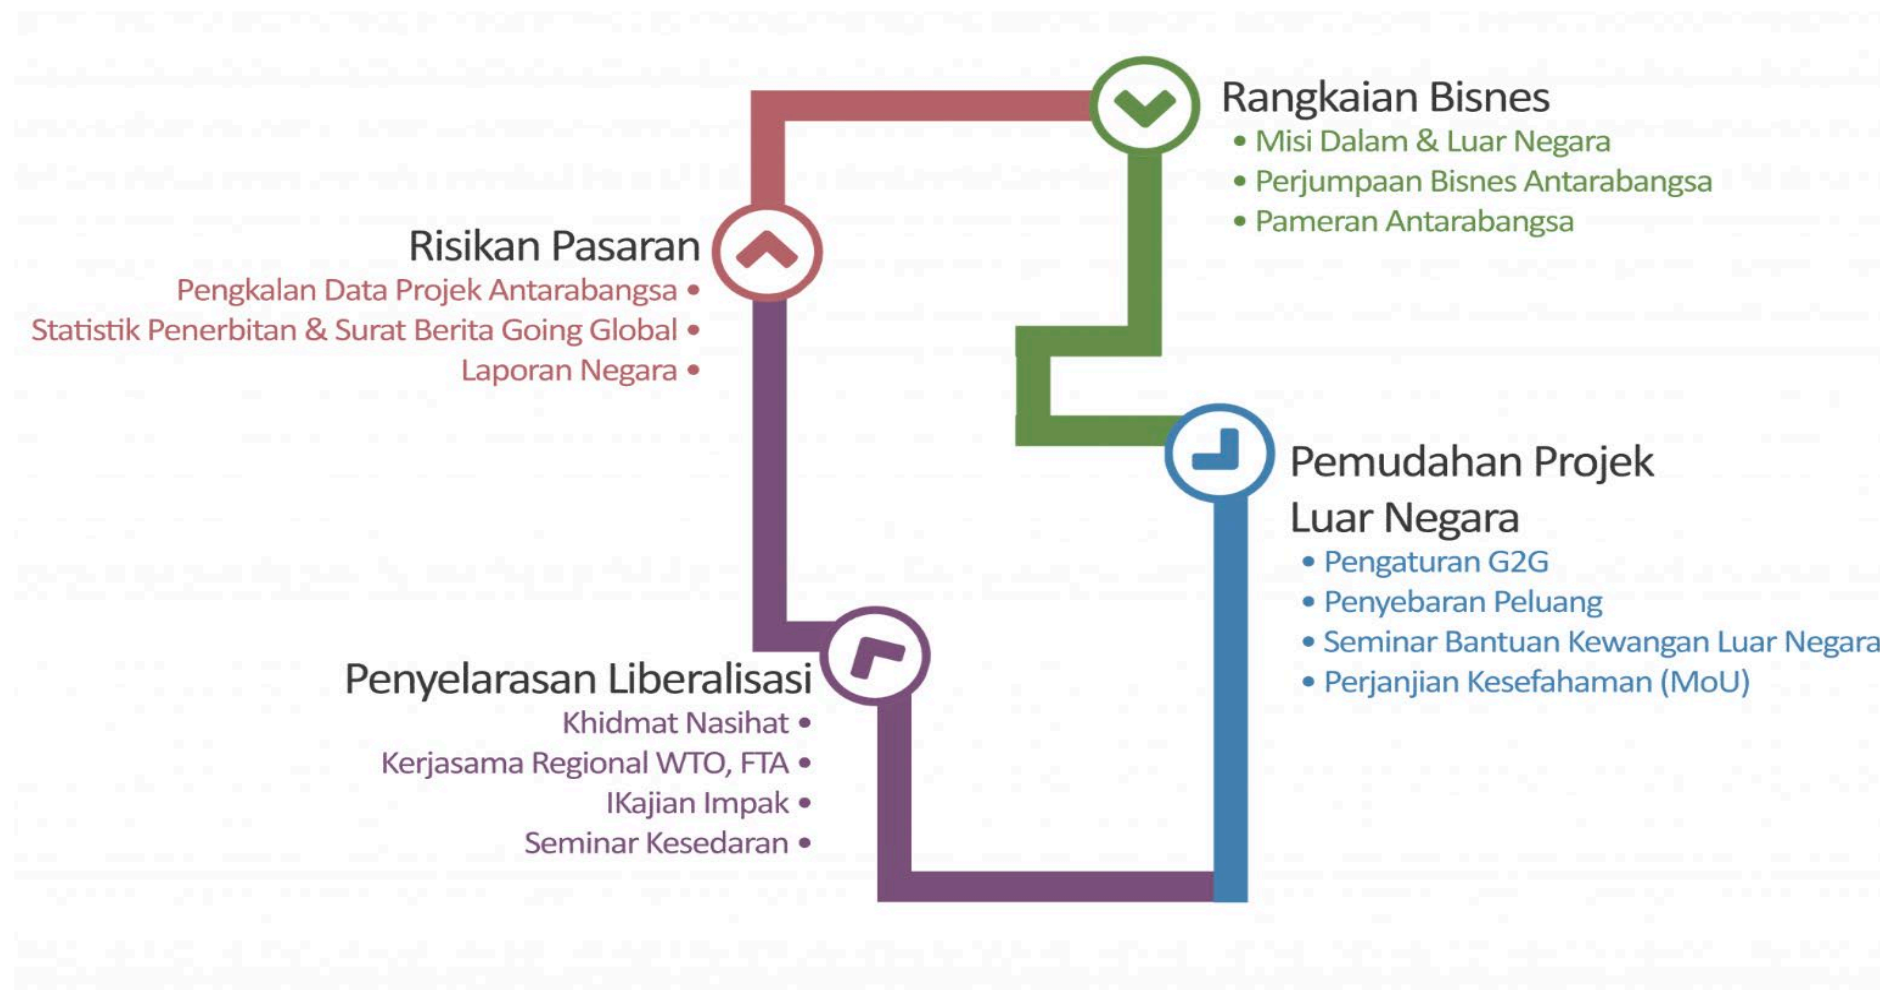 Rangkaian Bisnes
• Misi Dalam & Luar Negara
• Perjumpaan Bisnes Antarabangsa
• Pameran Antarabangsa
Risikan Pasaran
Pengkalan Data Projek Antarabangsa •
Statistik Penerbitan & Surat Berita Going Global •
Laporan Negara •
Pemudahan Projek
Luar Negara
• Pengaturan G2G
• Penyebaran Peluang
• Seminar Bantuan Kewangan Luar Negara
• Perjanjian Kesefahaman (MoU)
Penyelarasan Liberalisasi
Khidmat Nasihat •
Kerjasama Regional WTO, FTA •
IKajian Impak •
Seminar Kesedaran •